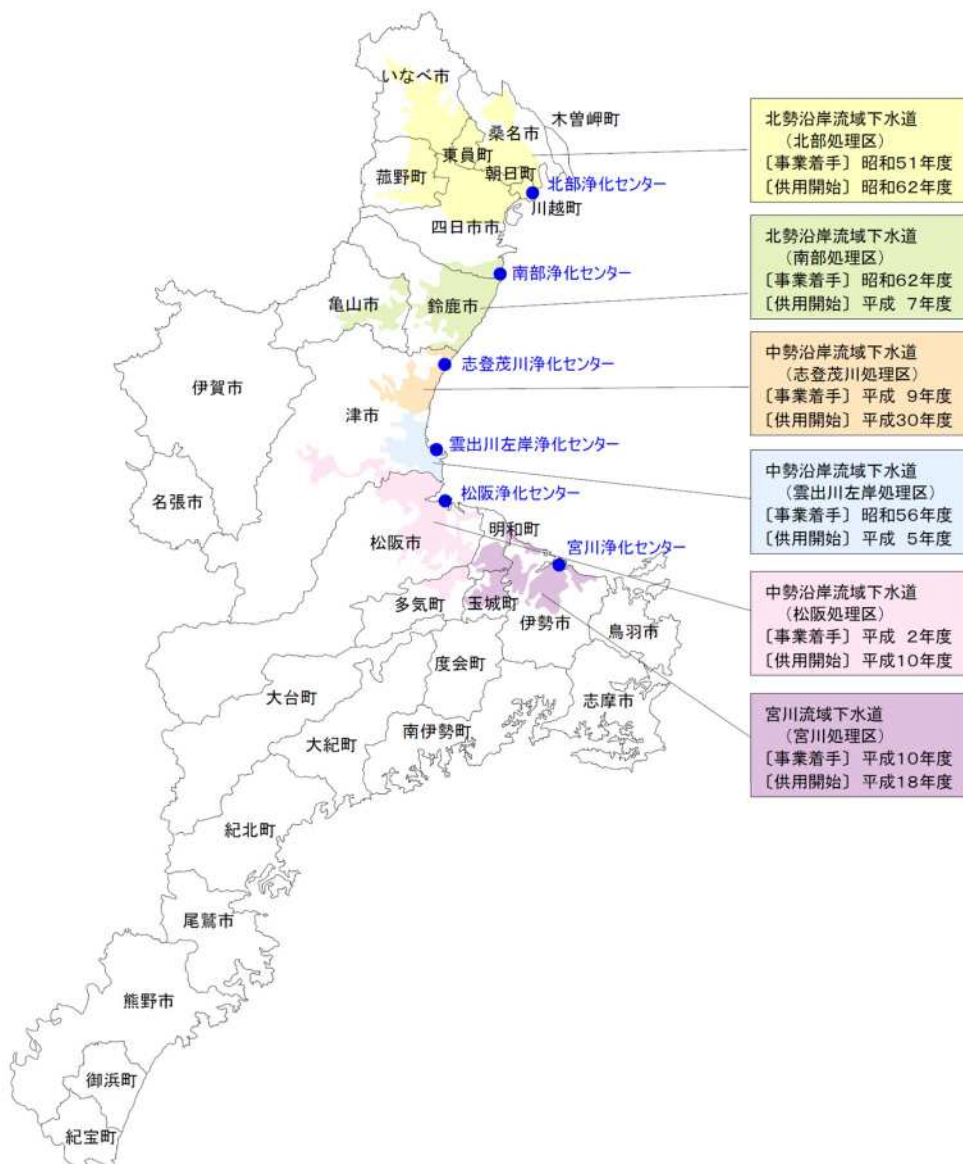 いなべ市
木曽岬町
桑名市
東員町
朝日町
菰野町
北部浄化センター
川越町
四日市市
南部浄化センター
亀山市
鈴鹿市
志登茂川浄化センター
伊賀市
津市
雲出川左岸浄化センター
名張市
松阪浄化センター
明和町
松阪市
宮川浄化センター
多気町
玉城町
伊勢市
鳥羽市
度会町
大台町
志摩市
南伊勢町
大紀町
紀北町
尾鷲市
熊野市
御浜町
紀宝町
北勢沿岸流域下水道
(北部処理区)
〔事業着手〕 昭和51年度
〔供用開始〕 昭和62年度
北勢沿岸流域下水道
(南部処理区)
〔事業着手〕 昭和62年度
〔供用開始〕 平成 7年度
中勢沿岸流域下水道
(志登茂川処理区)
〔事業着手〕 平成 9年度
〔供用開始〕 平成30年度
中勢沿岸流域下水道
(雲出川左岸処理区)
〔事業着手〕 昭和56年度
〔供用開始〕 平成 5年度
中勢沿岸流域下水道
(松阪処理区)
〔事業着手〕 平成 2年度
〔供用開始〕 平成10年度
宮川流域下水道
(宮川処理区)
〔事業着手〕 平成10年度
〔供用開始〕 平成18年度